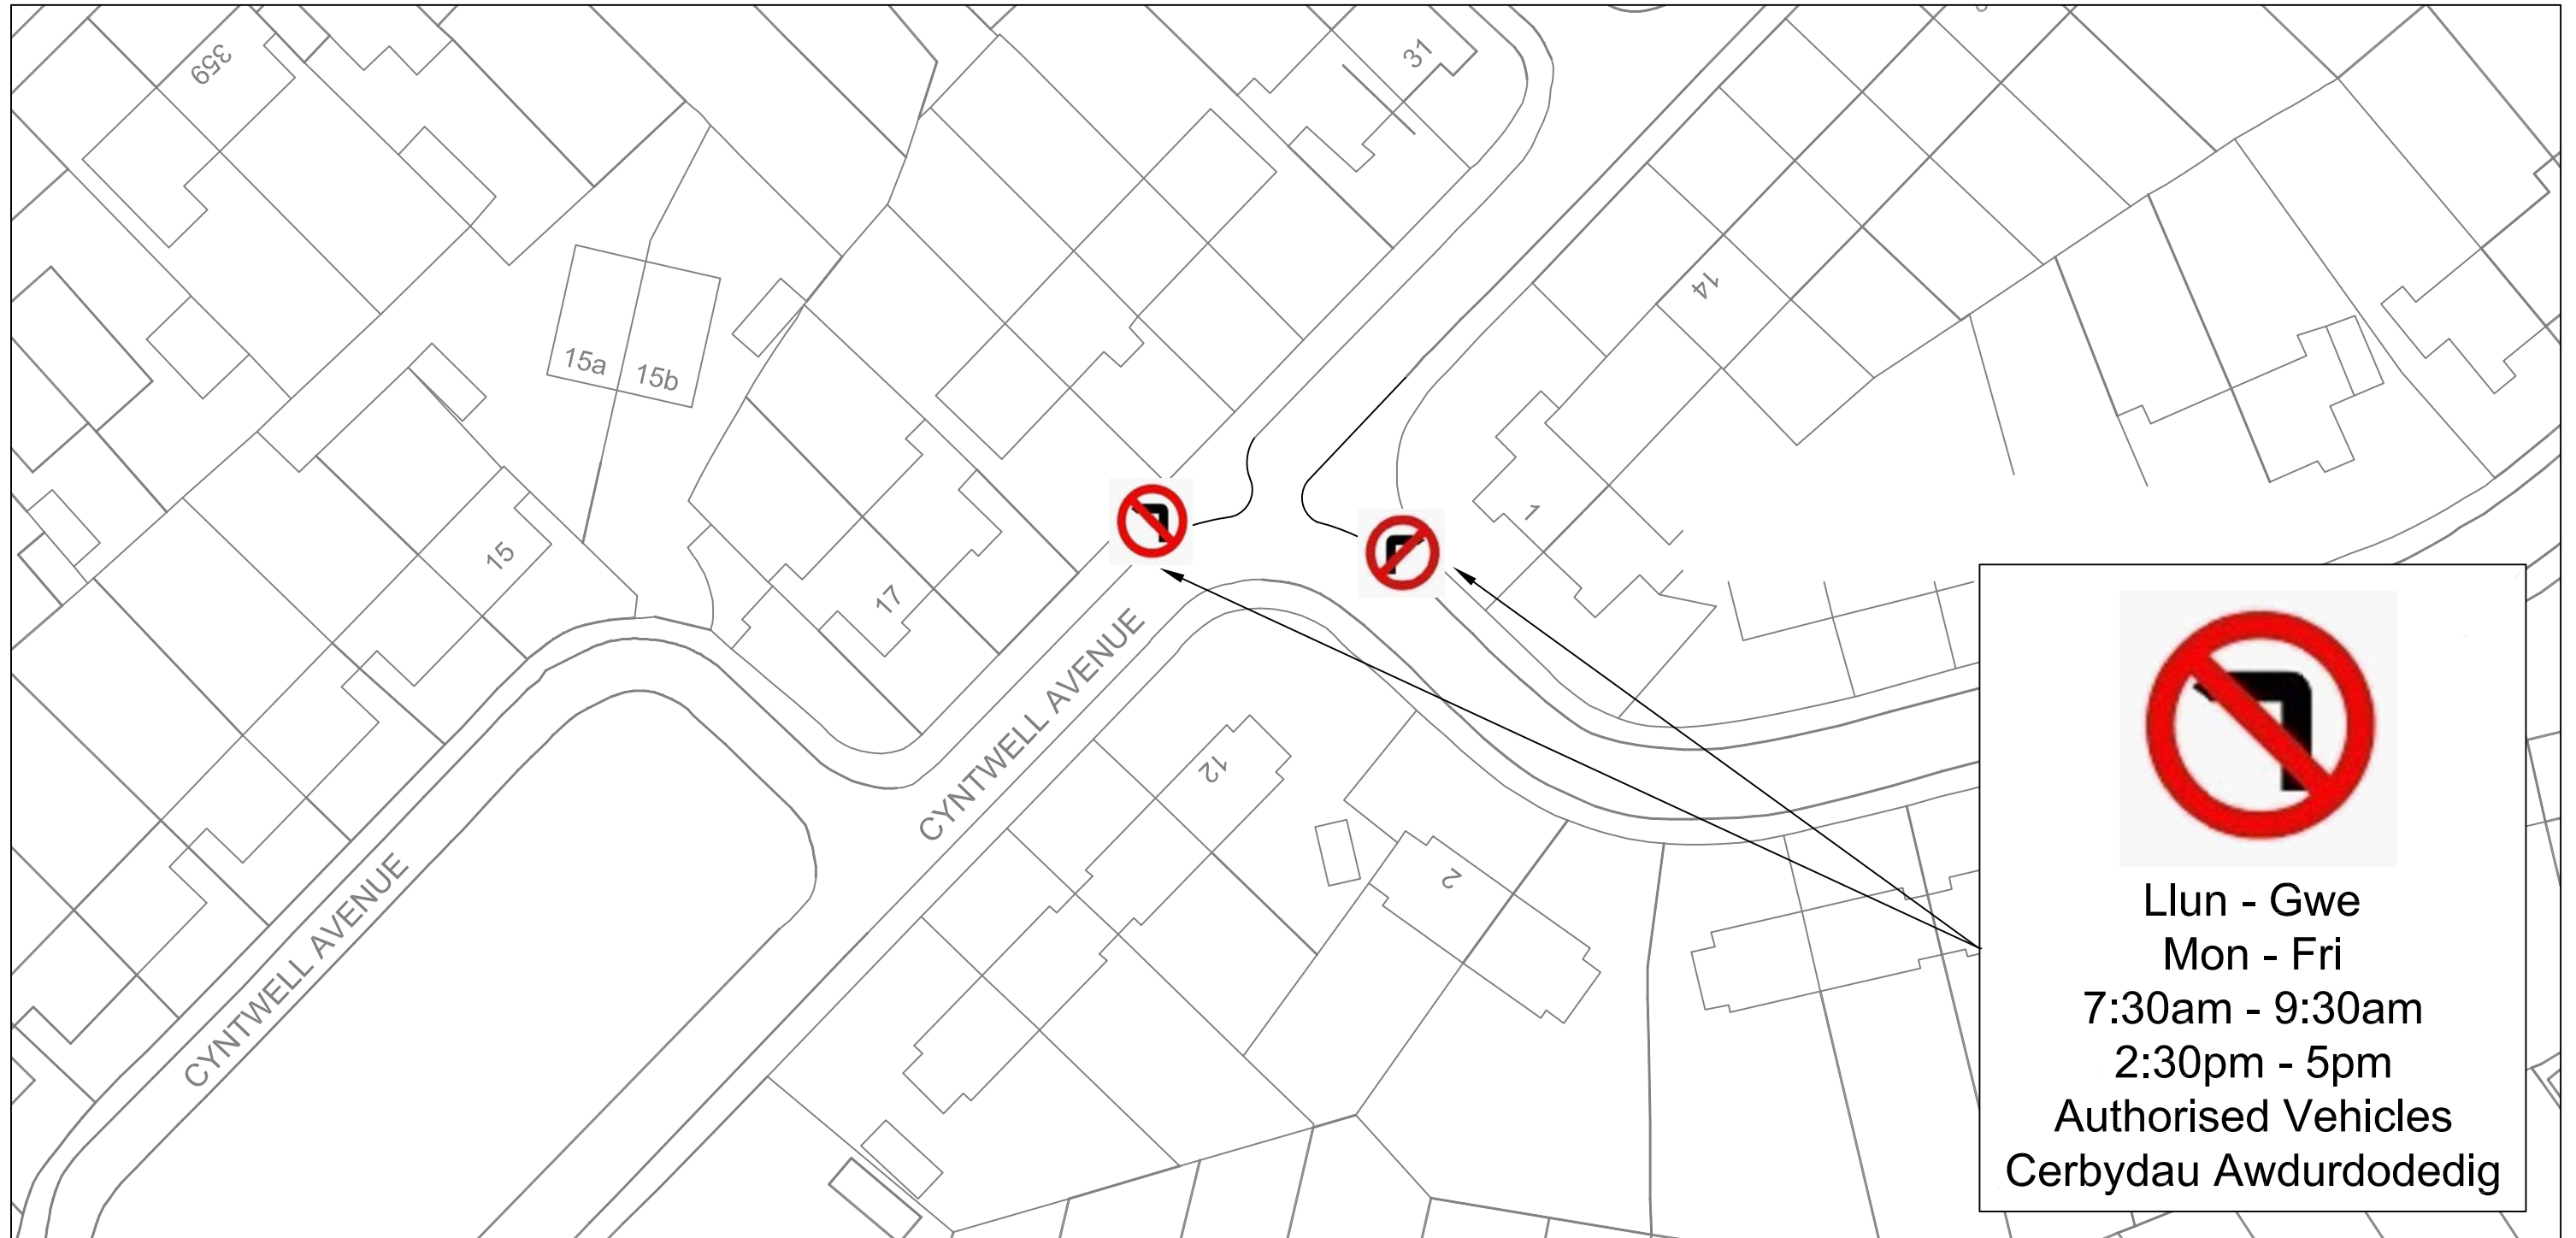 359
31
14
15a
15b
15
17
1
CYNTWELL AVENUE
12
2
CYNTWELL AVENUE
Llun - Gwe
Mon - Fri
7:30am - 9:30am
2:30pm - 5pm
Authorised Vehicles
Cerbydau Awdurdodedig